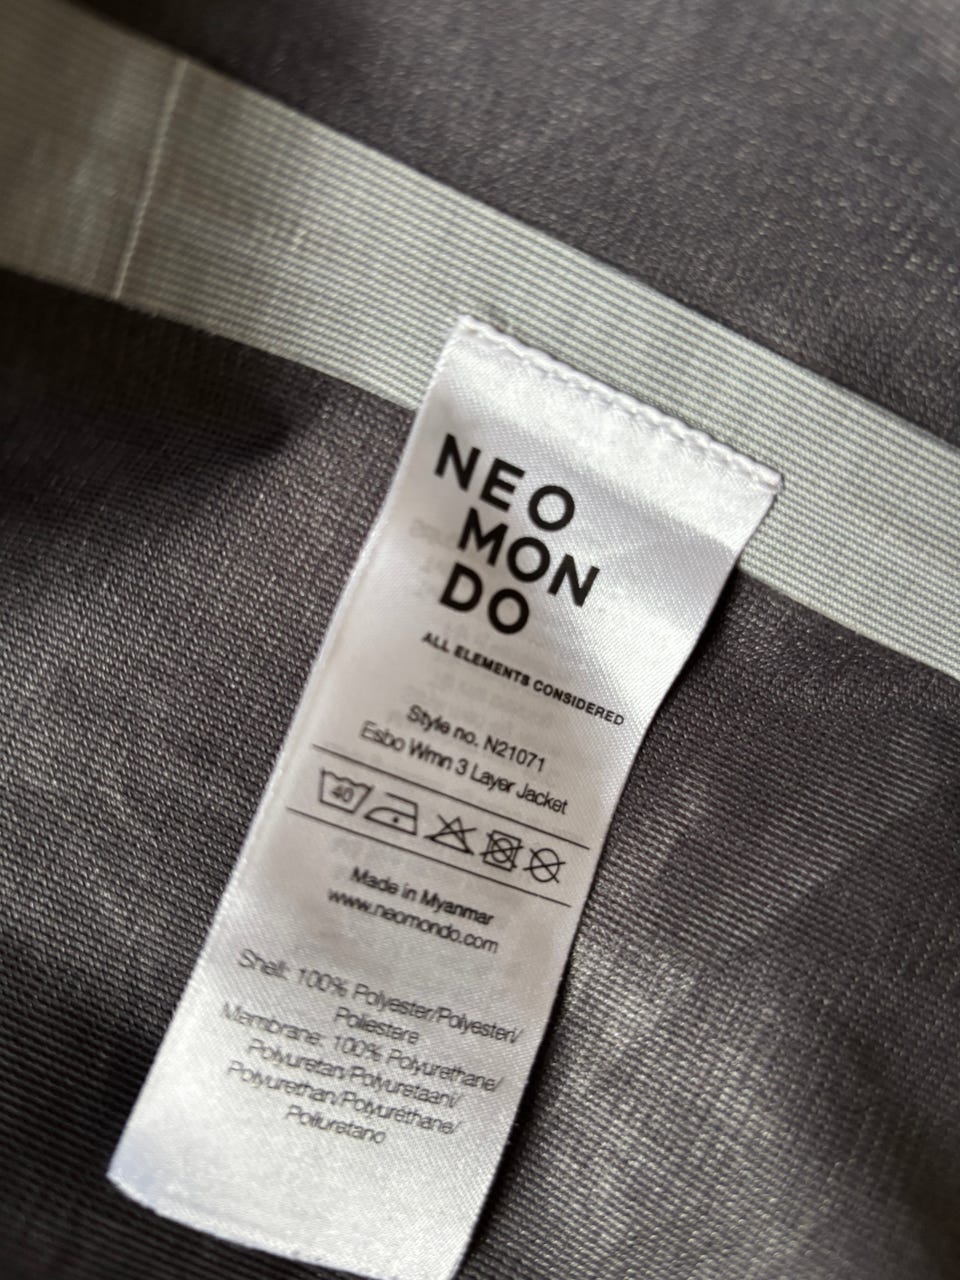 NEO
MON
DO
ALL ELEMENTS CONSIDERED
Style no. N21071
Esbo Wmn 3 Layer Jacket
40
Made in Myanmar
www.neomondo.com
Shell: 100% Polyester/Polyesteri/
Poliestere
Membrane: 100% Polyurethane/
Polyuretan/Polyuretaani/
Polyurethan/Polyuréthane/
Poliuretano